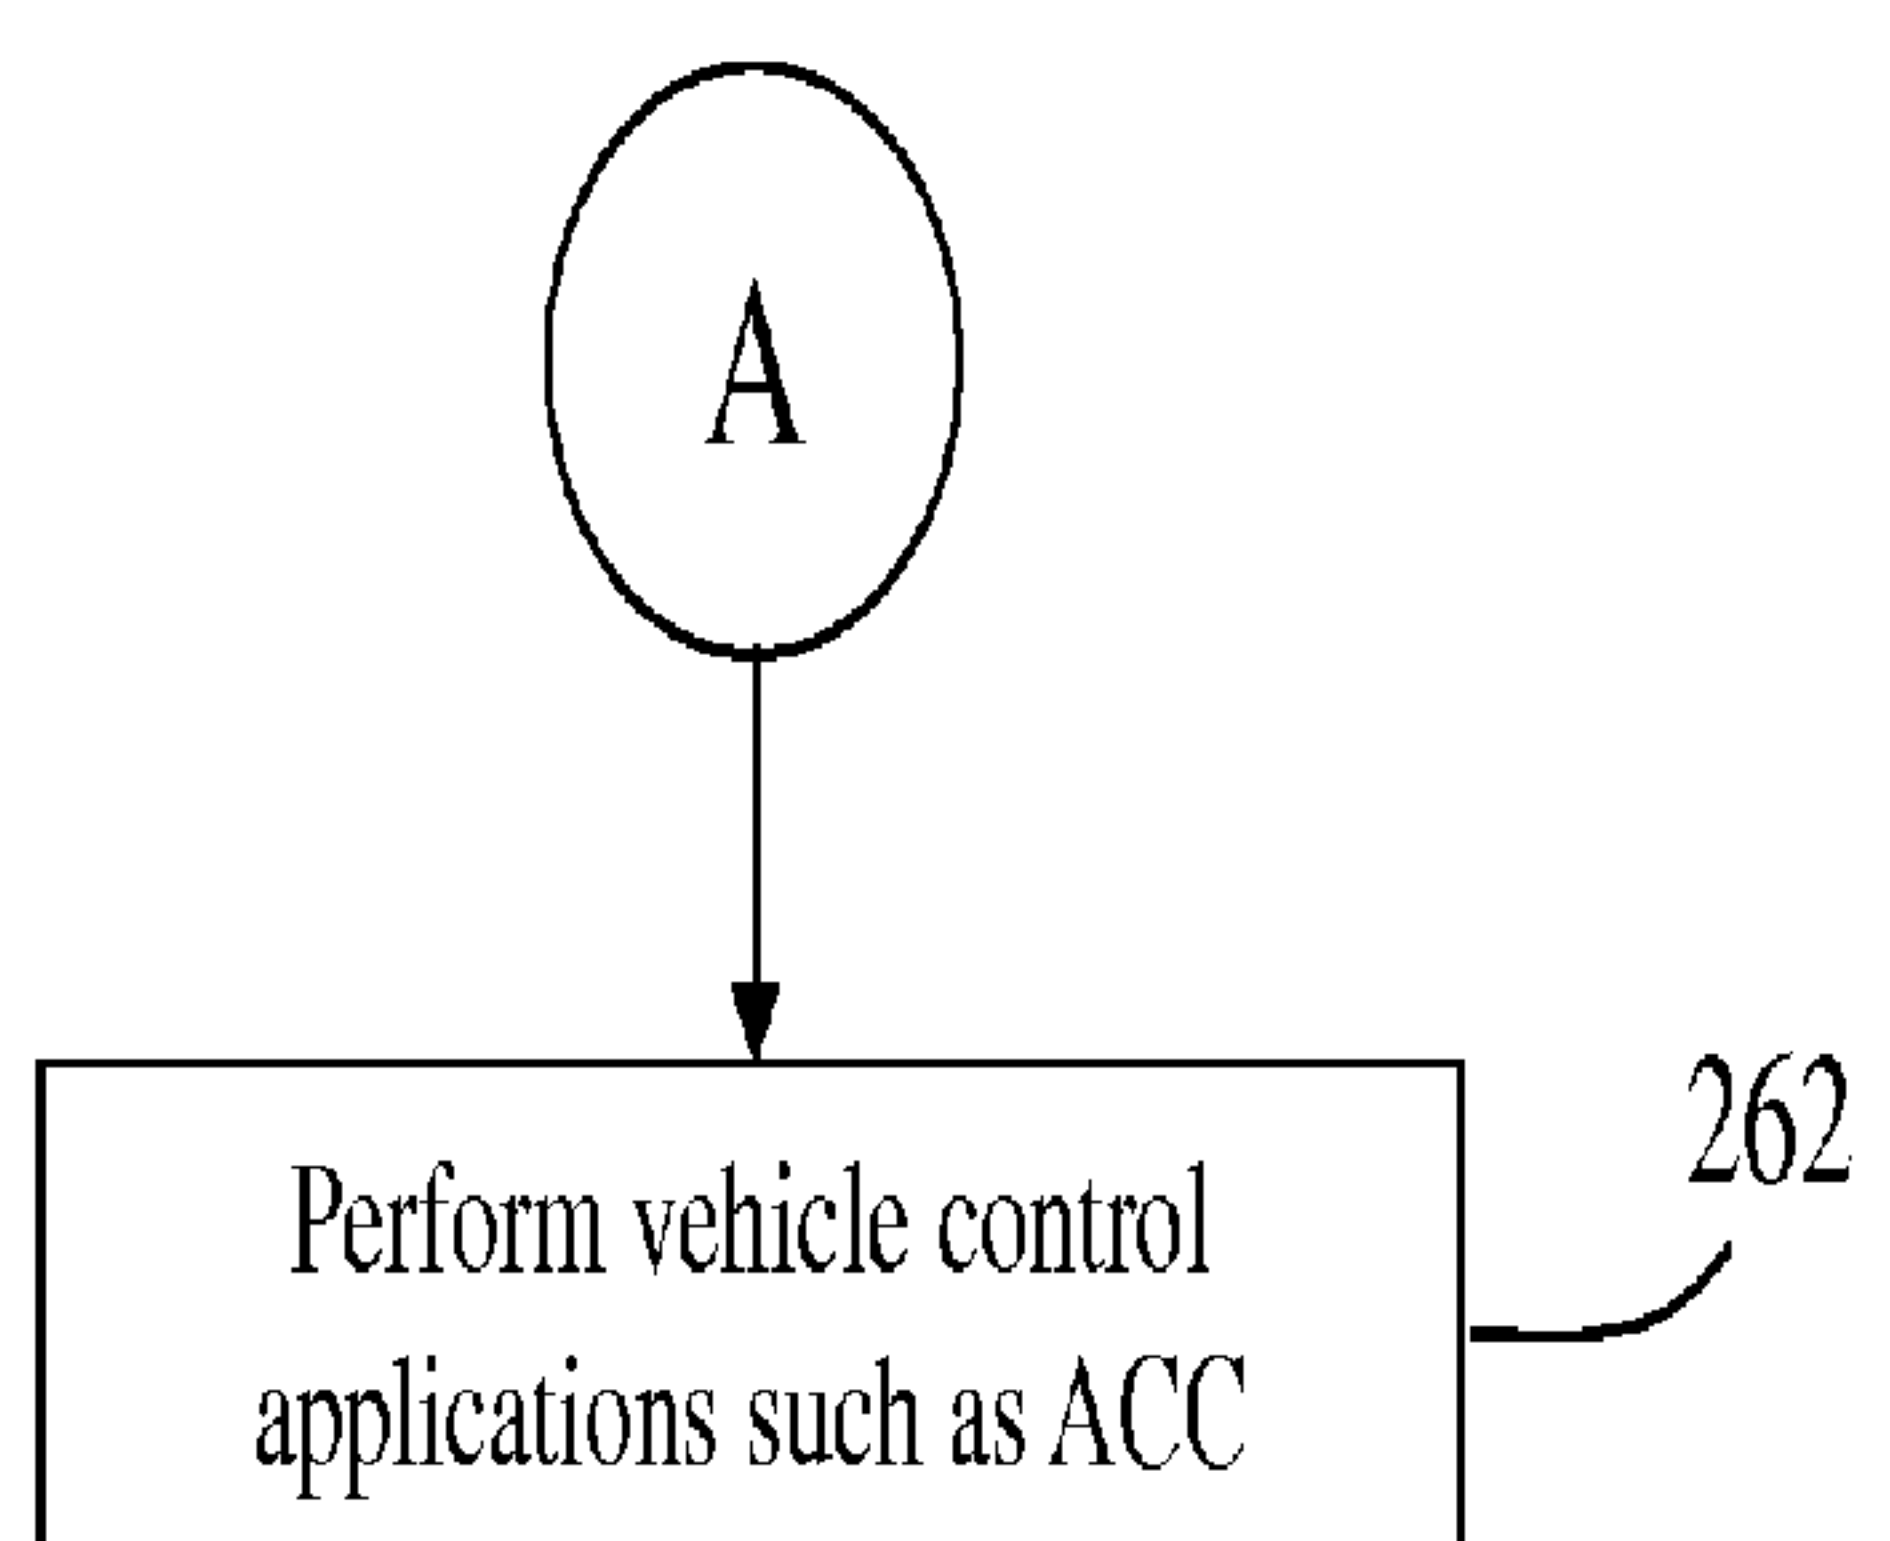 A
262
Perform vehicle control
applications such as ACC